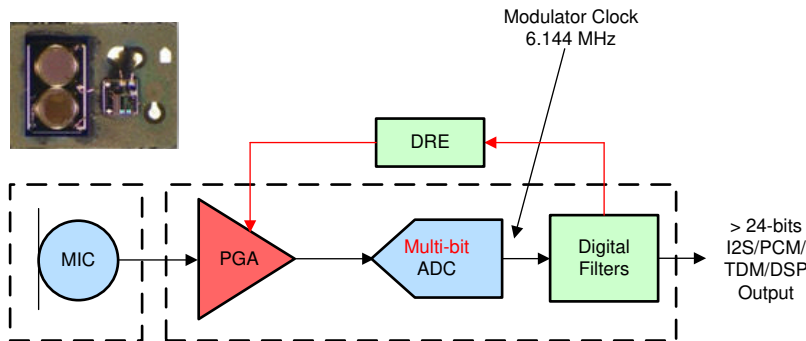 Modulator Clock
6.144 MHz
DRE
MIC
PGA
Multi-bit
ADC
Digital
Filters
> 24-bits
I2S/PCM/
TDM/DSP
Output